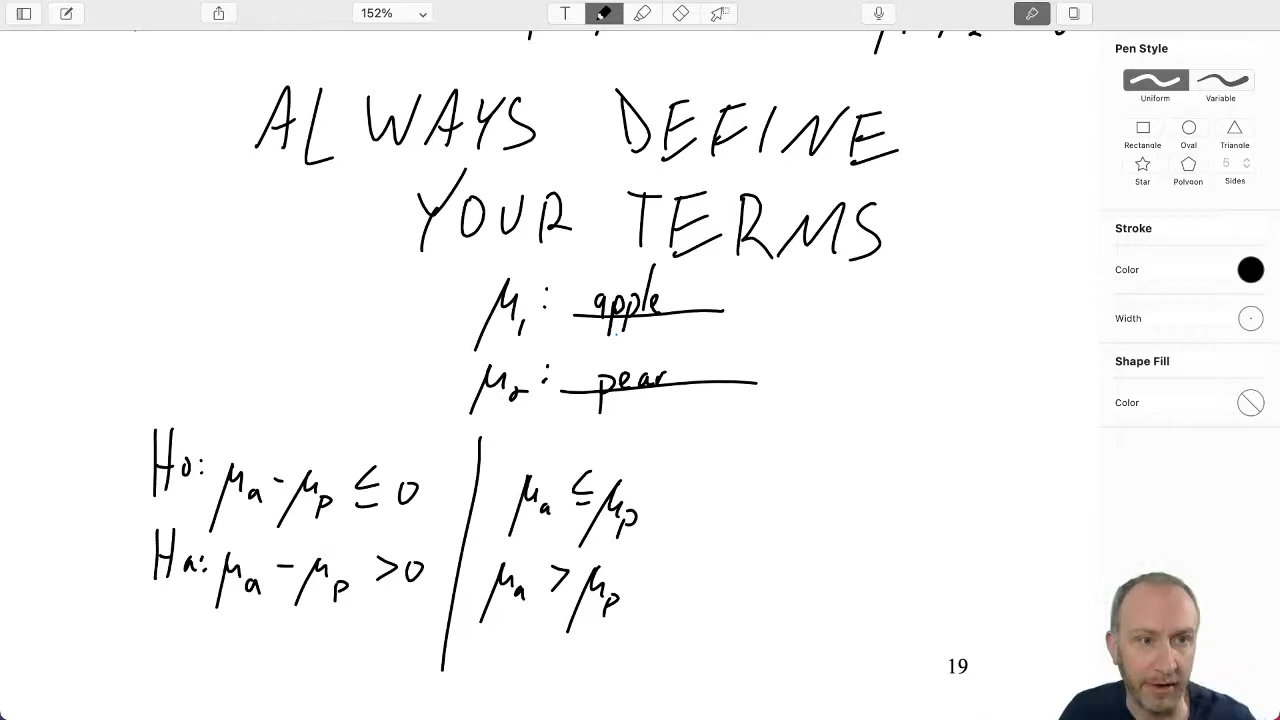 152%
T
Pen Style
Uniform
Variable
Rectangle
Oval
Triangle
5
Star
Polygon
Sides
Stroke
Color
Width
Shape Fill
Color
ALWAYS DEFINE
YOUR TERMS
μ₁: apple
μ₂: pear
Ho: μa - μp ≤ 0
μa ≤ μp
Ha: μa - μp > 0
μa > μp
19